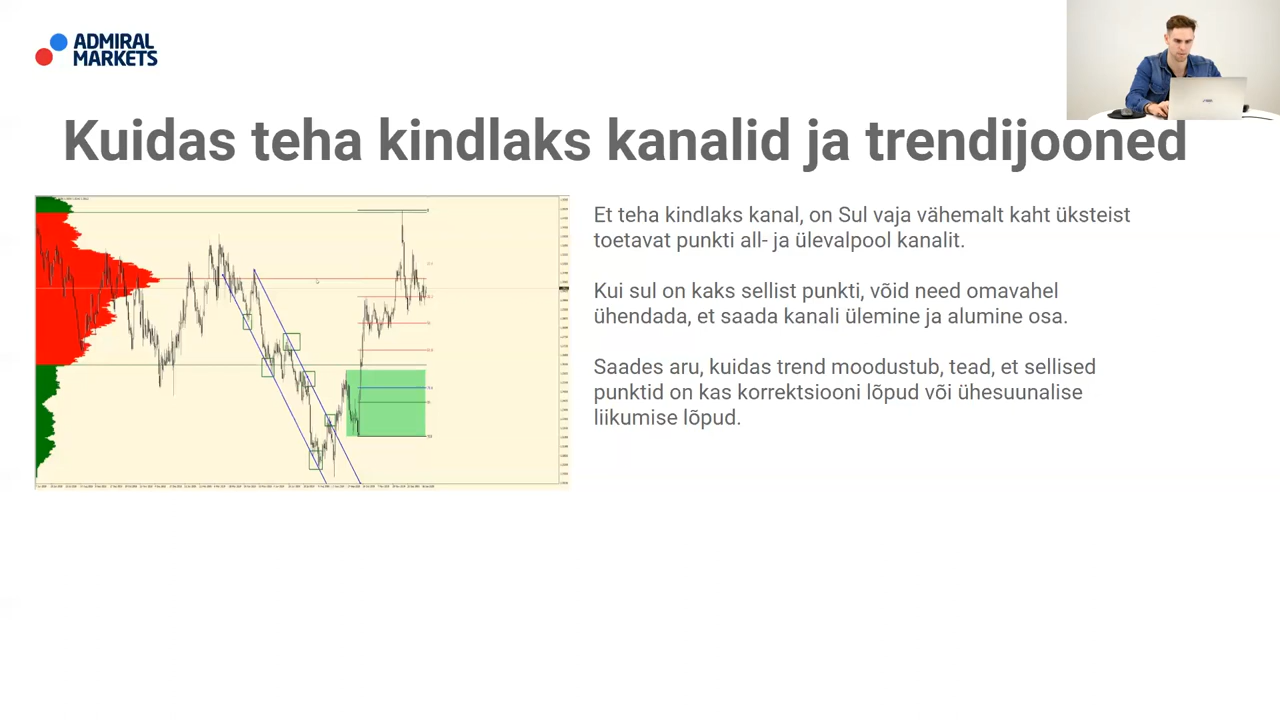 ADMIRAL
MARKETS
Kuidas teha kindlaks kanalid ja trendijooned
Et teha kindlaks kanal, on Sul vaja vähemalt kaht üksteist
toetavat punkti all- ja ülevalpool kanalit.
Kui sul on kaks sellist punkti, võid need omavahel
ühendada, et saada kanali ülemine ja alumine osa.
Saades aru, kuidas trend moodustub, tead, et sellised
punktid on kas korrektsiooni lõpud või ühesuunalise
liikumise lõpud.